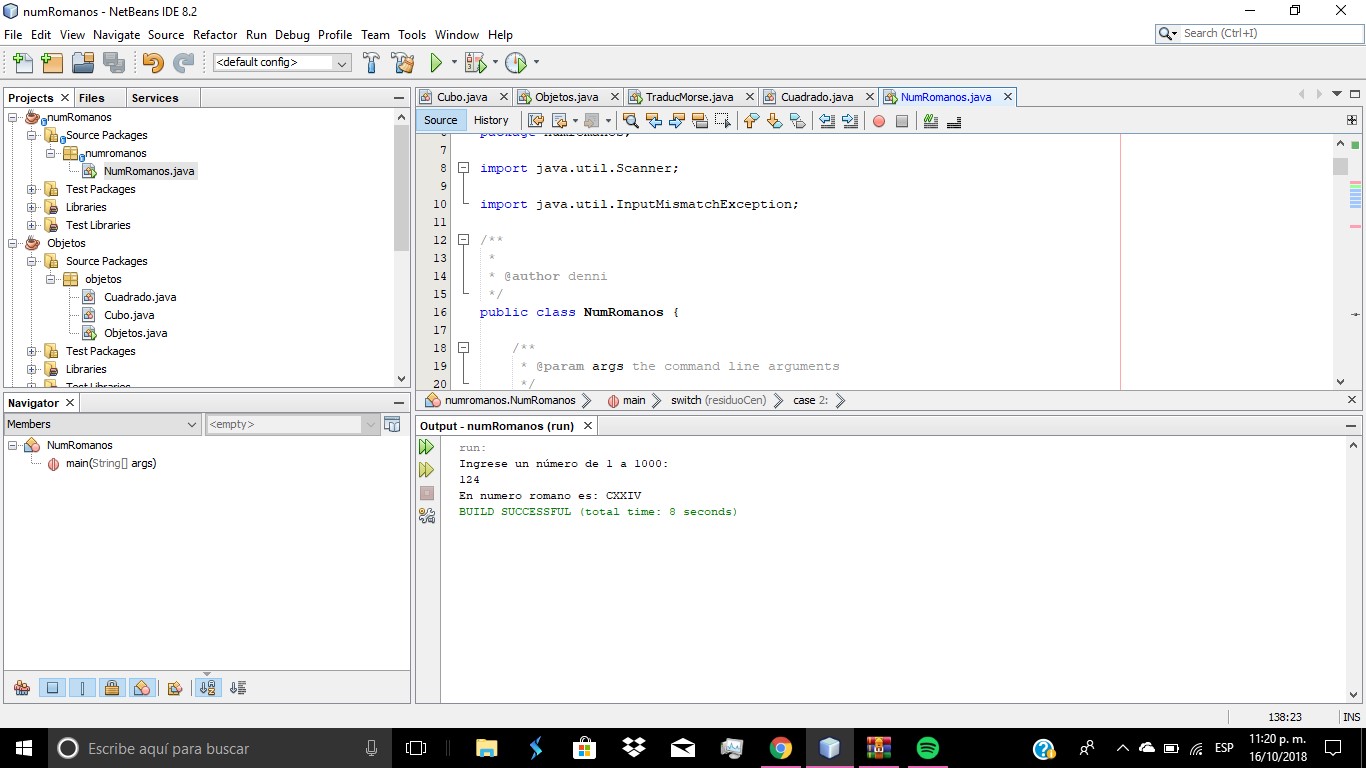 numRomanos - NetBeans IDE 8.2
File Edit View Navigate Source Refactor Run Debug Profile Team Tools Window Help
Search (Ctrl+I)
<default config>
Projects Files Services
numRomanos
Source Packages
numromanos
NumRomanos.java
Test Packages
Libraries
Test Libraries
Objetos
Source Packages
objetos
Cuadrado.java
Cubo.java
Objetos.java
Test Packages
Libraries
Test Libraries
Navigator
Members <empty>
NumRomanos
main(String[] args)
Cubo.java Objetos.java TraducMorse.java Cuadrado.java NumRomanos.java
Source History
6 package numromanos;
7
8 import java.util.Scanner;
9
10 import java.util.InputMismatchException;
11
12 /**
13 *
14 * @author denni
15 */
16 public class NumRomanos {
17
18 /**
19 * @param args the command line arguments
20 */
numromanos.NumRomanos main switch (residuoCen) case 2:
Output - numRomanos (run)
run:
Ingrese un número de 1 a 1000:
124
En numero romano es: CXXIV
BUILD SUCCESSFUL (total time: 8 seconds)
138:23 INS
Escribe aquí para buscar
ESP
11:20 p. m.
16/10/2018